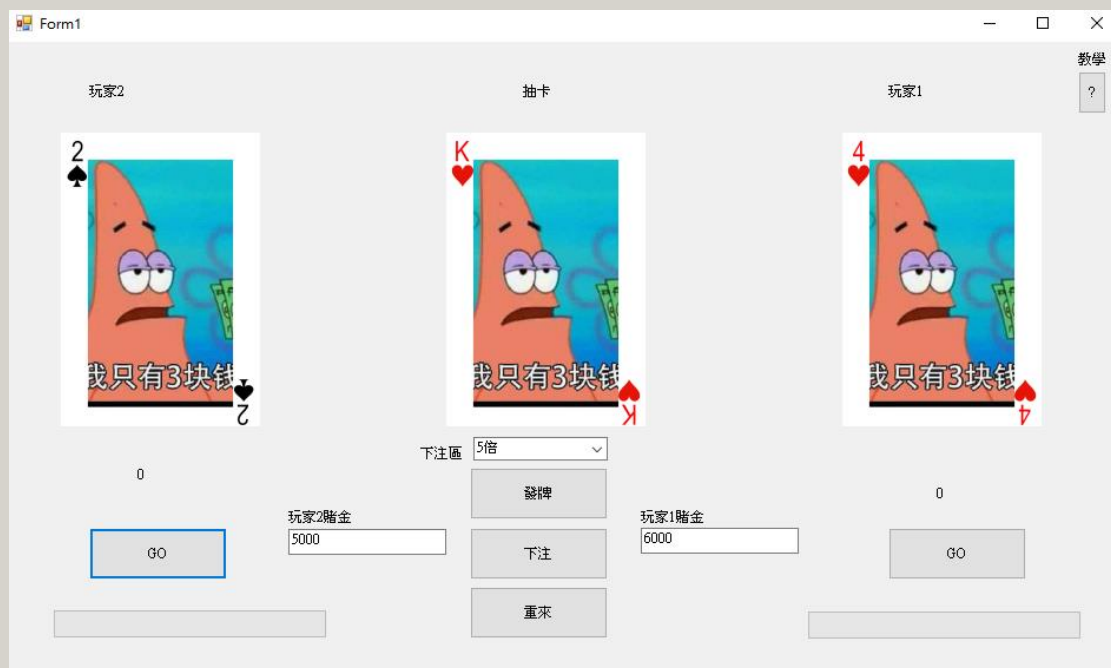 Form1
教學
?
玩家2
抽卡
玩家1
2
K
4
我只有3块钱
我只有3块钱
我只有3块钱
2
K
4
下注區
5倍
0
發牌
0
玩家2賭金
5000
玩家1賭金
6000
GO
下注
GO
重來